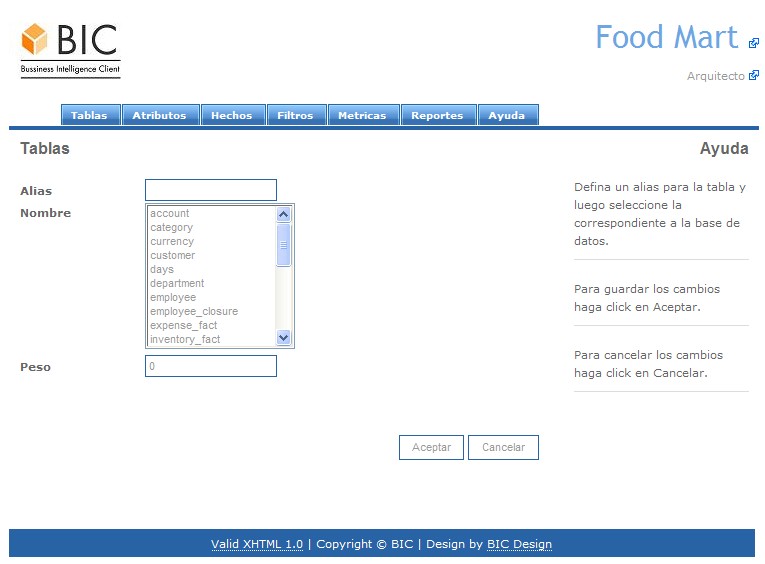 BIC
Bussiness Intelligence Client
Food Mart
Arquitecto
Tablas Atributos Hechos Filtros Metricas Reportes Ayuda
Tablas
Alias
Nombre
account
category
currency
customer
days
department
employee
employee_closure
expense_fact
inventory_fact
Peso
0
Aceptar Cancelar
Ayuda
Defina un alias para la tabla y
luego seleccione la
correspondiente a la base de
datos.
Para guardar los cambios
haga click en Aceptar.
Para cancelar los cambios
haga click en Cancelar.
Valid XHTML 1.0 | Copyright © BIC | Design by BIC Design